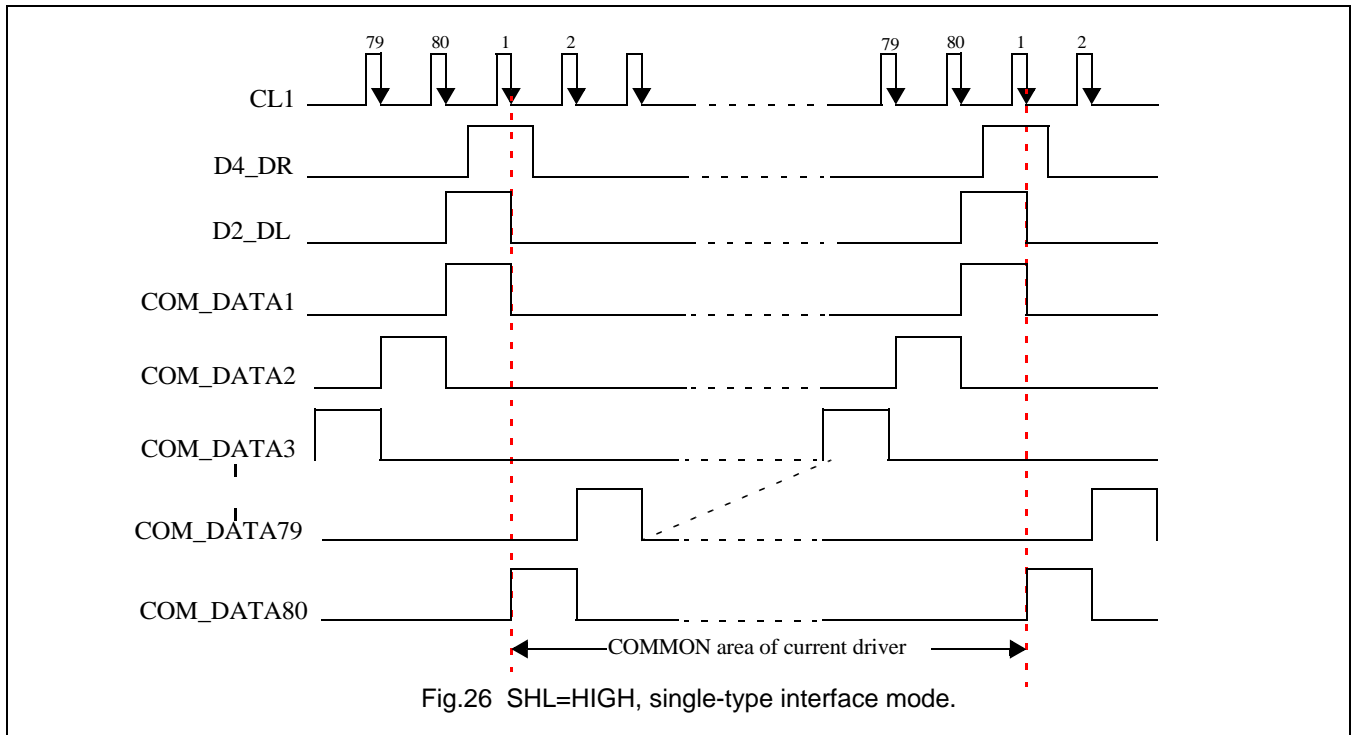 79 80 1 2 79 80 1 2
CL1
D4_DR
D2_DL
COM_DATA1
COM_DATA2
COM_DATA3
COM_DATA79
COM_DATA80
COMMON area of current driver
Fig.26 SHL=HIGH, single-type interface mode.